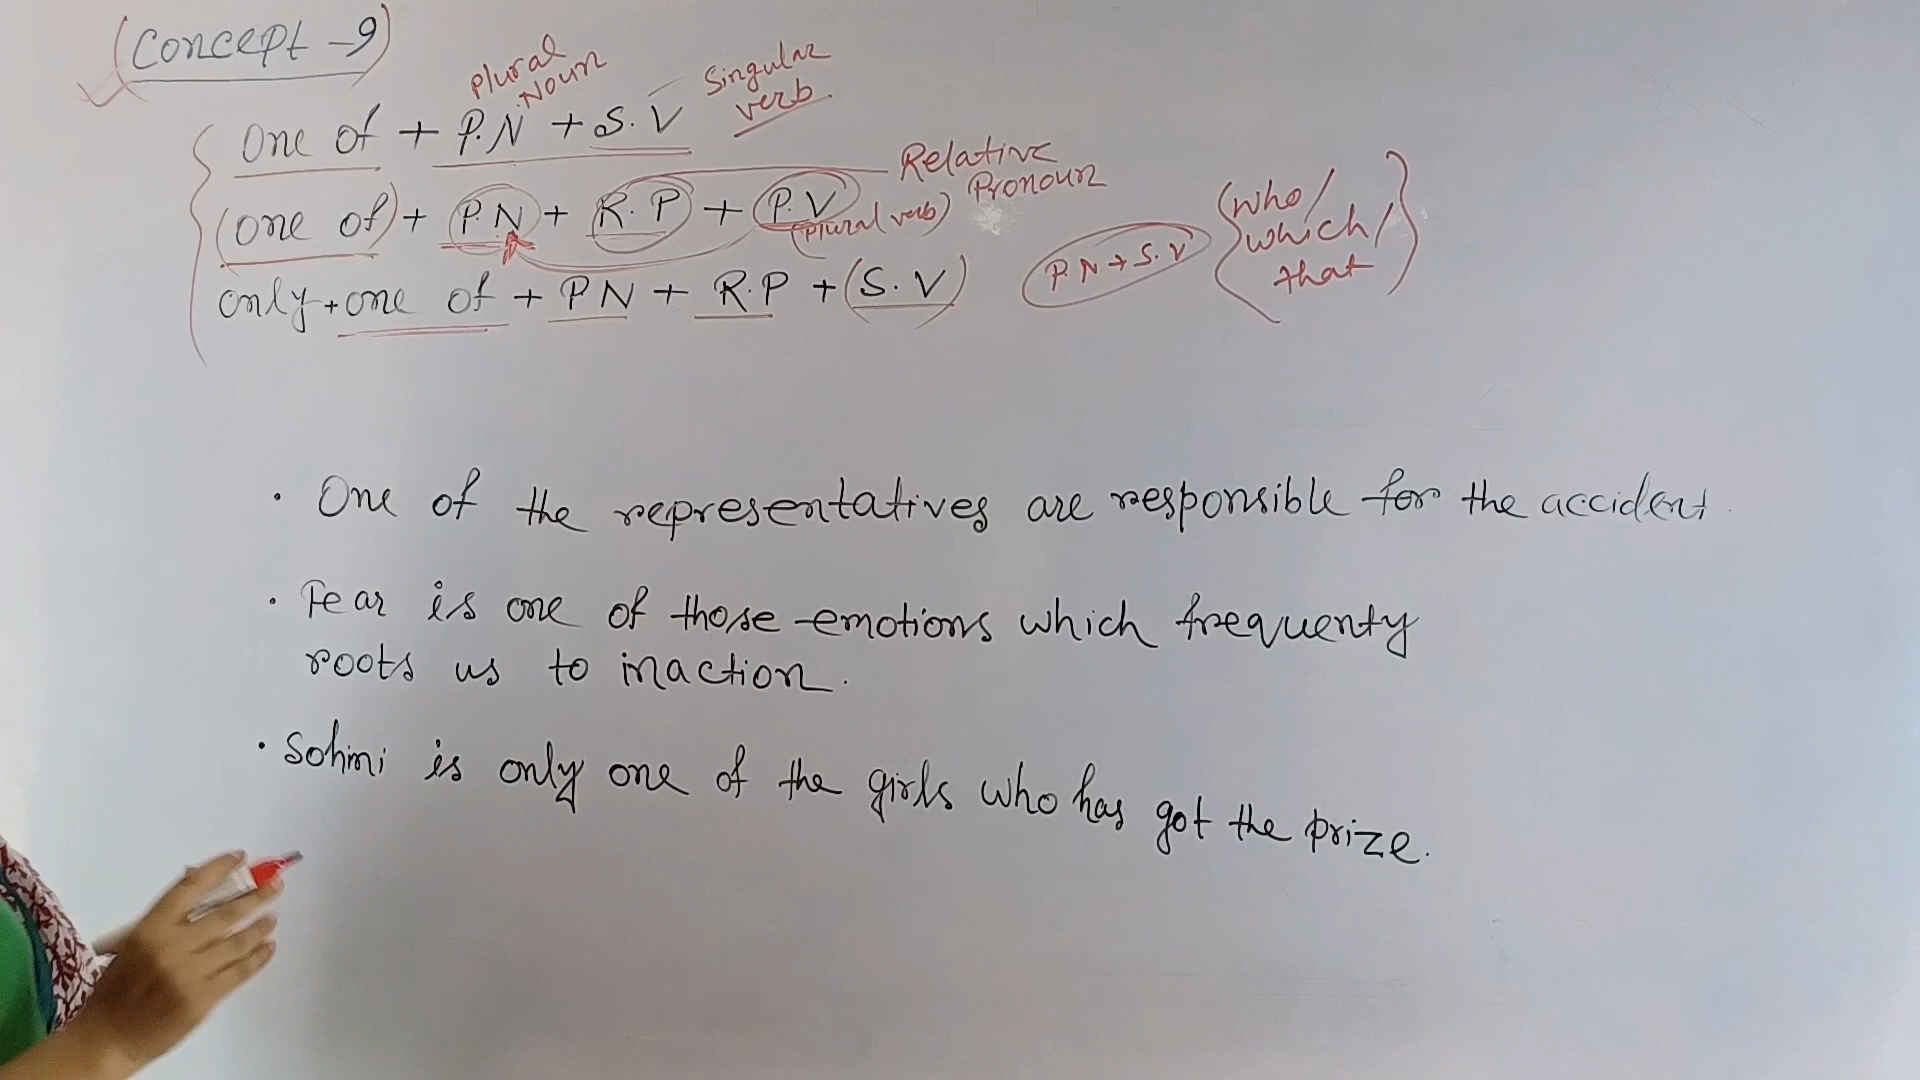 (Concept-9)
Plural Noun
Singular verb
One of + P.N + S.V
Relative Pronoun
(one of) + P.N + R.P + P.V
(Plural verb)
(who/
which/
that)
P.N + S.V
only + one of + P.N + R.P + (S.V)
• One of the representatives are responsible for the accident.
• Fear is one of those emotions which frequenty
roots us to inaction.
• Sohini is only one of the girls who has got the prize.